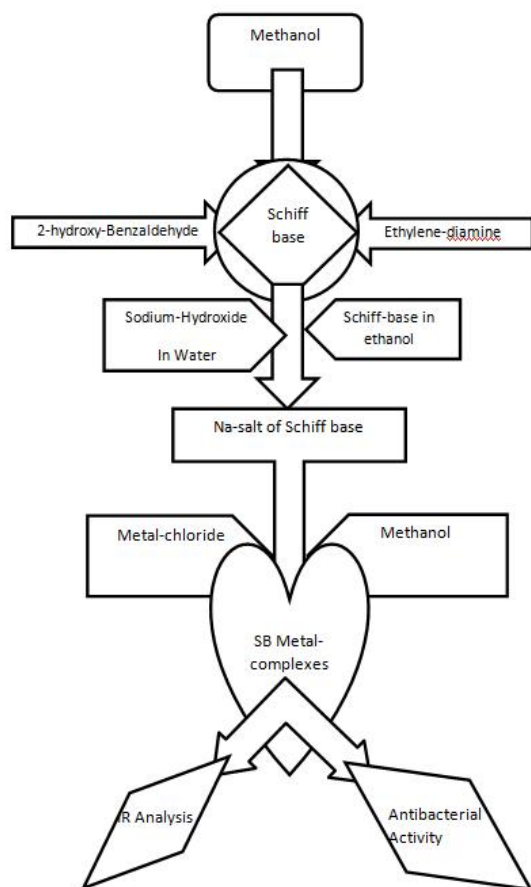 Methanol
Schiff
base
2-hydroxy-Benzaldehyde
Ethylene-diamine
Sodium-Hydroxide
In Water
Schiff-base in
ethanol
Na-salt of Schiff base
Metal-chloride
Methanol
SB Metal-
complexes
IR Analysis
Antibacterial
Activity